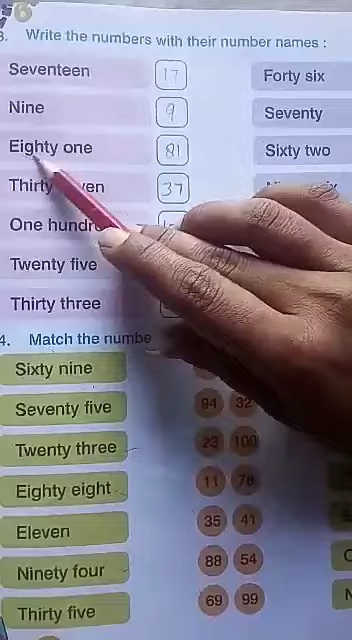 6
3. Write the numbers with their number names :
Seventeen 17 Forty six
Nine 9 Seventy
Eighty one 81 Sixty two
Thirty 37
One hundr
Twenty five
Thirty three
4. Match the numbe
Sixty nine
Seventy five 94 32
Twenty three 23 100
Eighty eight 11 78
Eleven 35 41
Ninety four 88 54
Thirty five 69 99